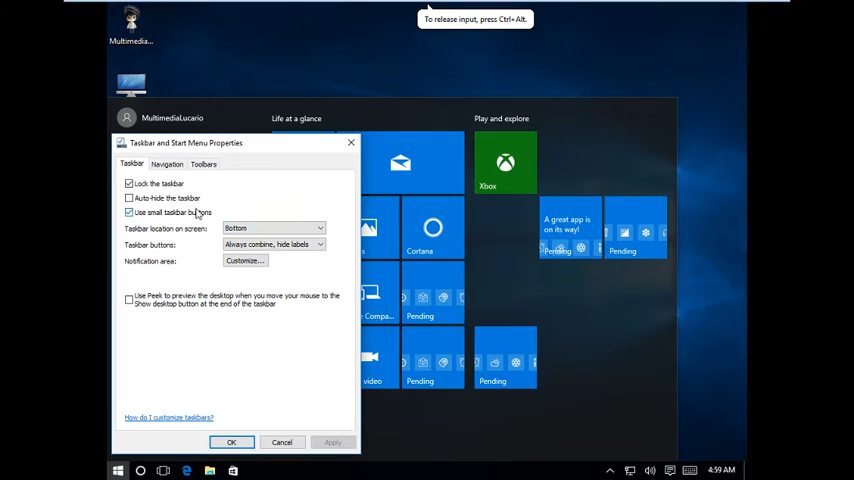 To release input, press Ctrl+Alt.
Multimedia...
MultimediaLucario
Life at a glance
Play and explore
Taskbar and Start Menu Properties
Taskbar
Navigation
Toolbars
Lock the taskbar
Auto-hide the taskbar
Use small taskbar buttons
Taskbar location on screen:
Bottom
Taskbar buttons:
Always combine, hide labels
Notification area:
Customize...
Use Peek to preview the desktop when you move your mouse to the
Show desktop button at the end of the taskbar
How do I customize taskbars?
OK
Cancel
Apply
Xbox
Cortana
A great app is
on its way!
Pending
Pending
e Compa...
Pending
video
Pending
Pending
4:59 AM